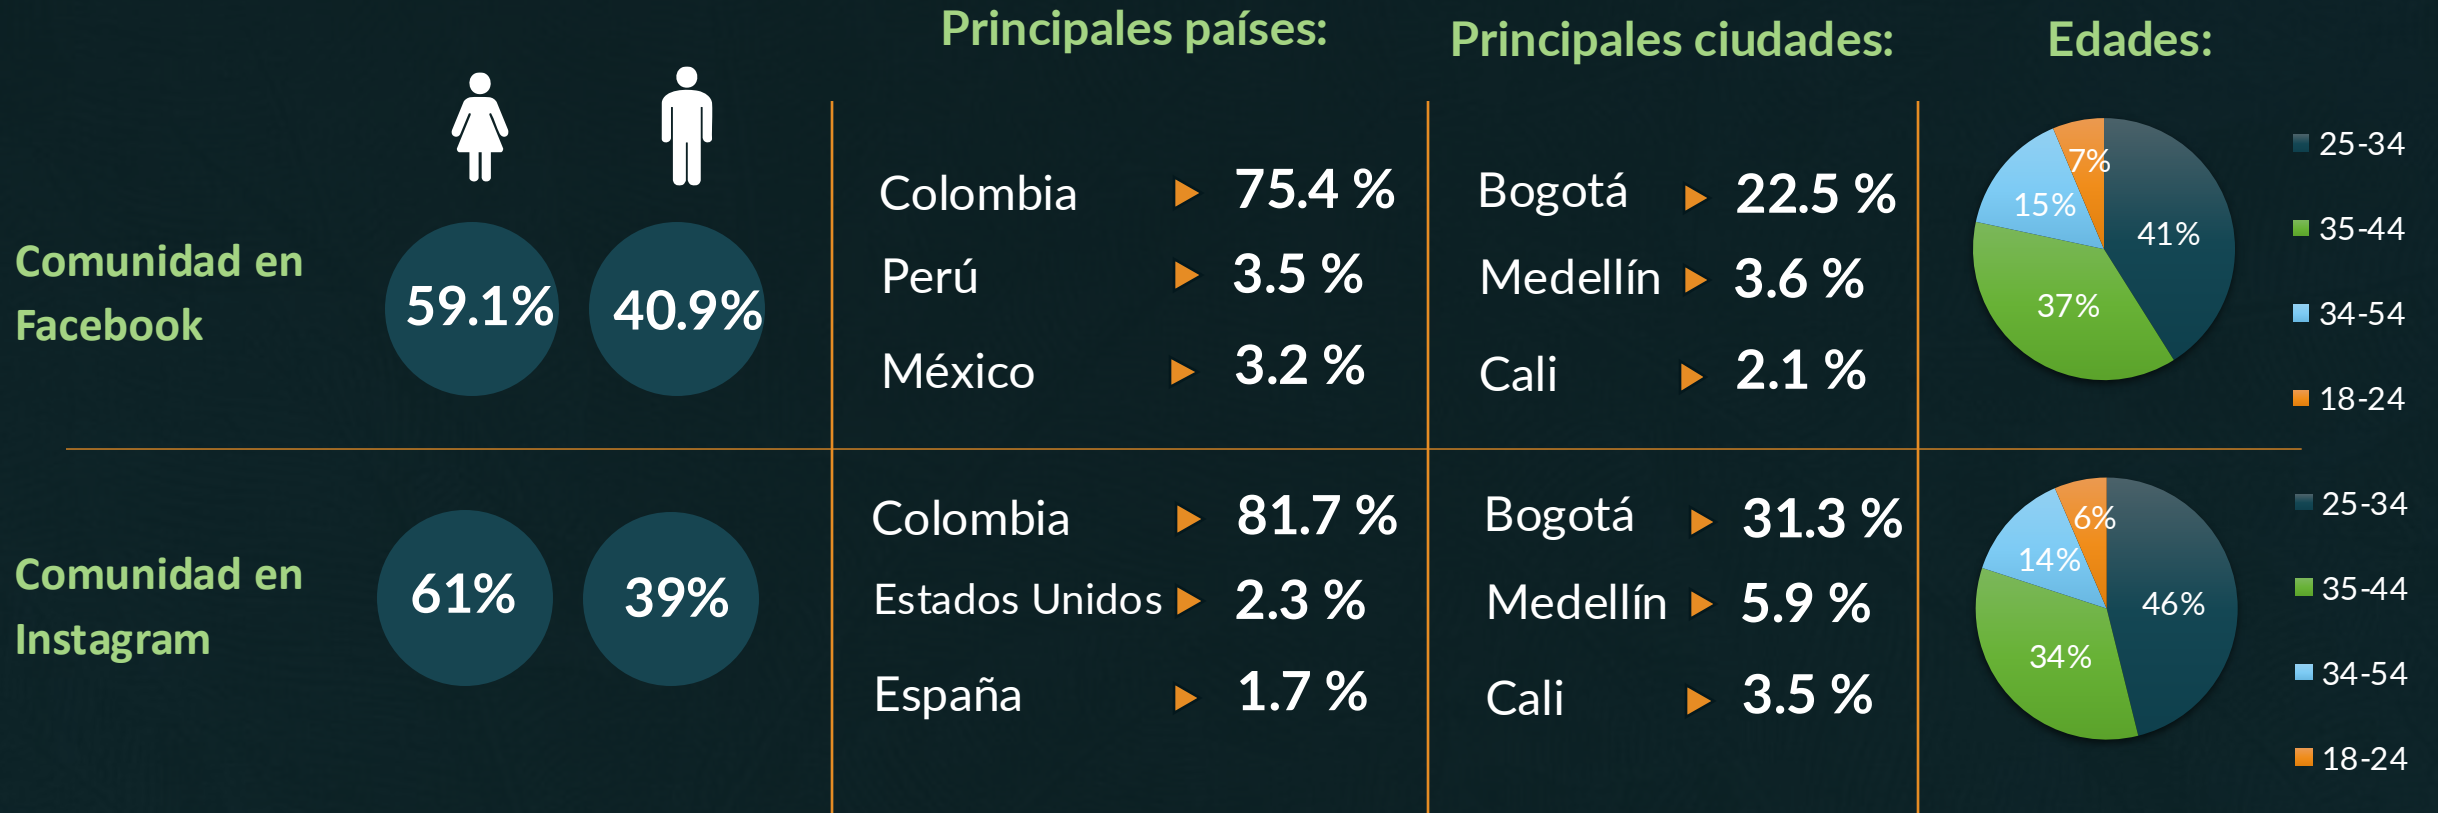 Principales países:
Principales ciudades:
Edades:
Comunidad en
Facebook
59.1%
40.9%
Colombia 75.4 %
Perú 3.5 %
México 3.2 %
Bogotá 22.5 %
Medellín 3.6 %
Cali 2.1 %
7%
15%
41%
37%
25-34
35-44
34-54
18-24
Comunidad en
Instagram
61%
39%
Colombia 81.7 %
Estados Unidos 2.3 %
España 1.7 %
Bogotá 31.3 %
Medellín 5.9 %
Cali 3.5 %
6%
14%
46%
34%
25-34
35-44
34-54
18-24